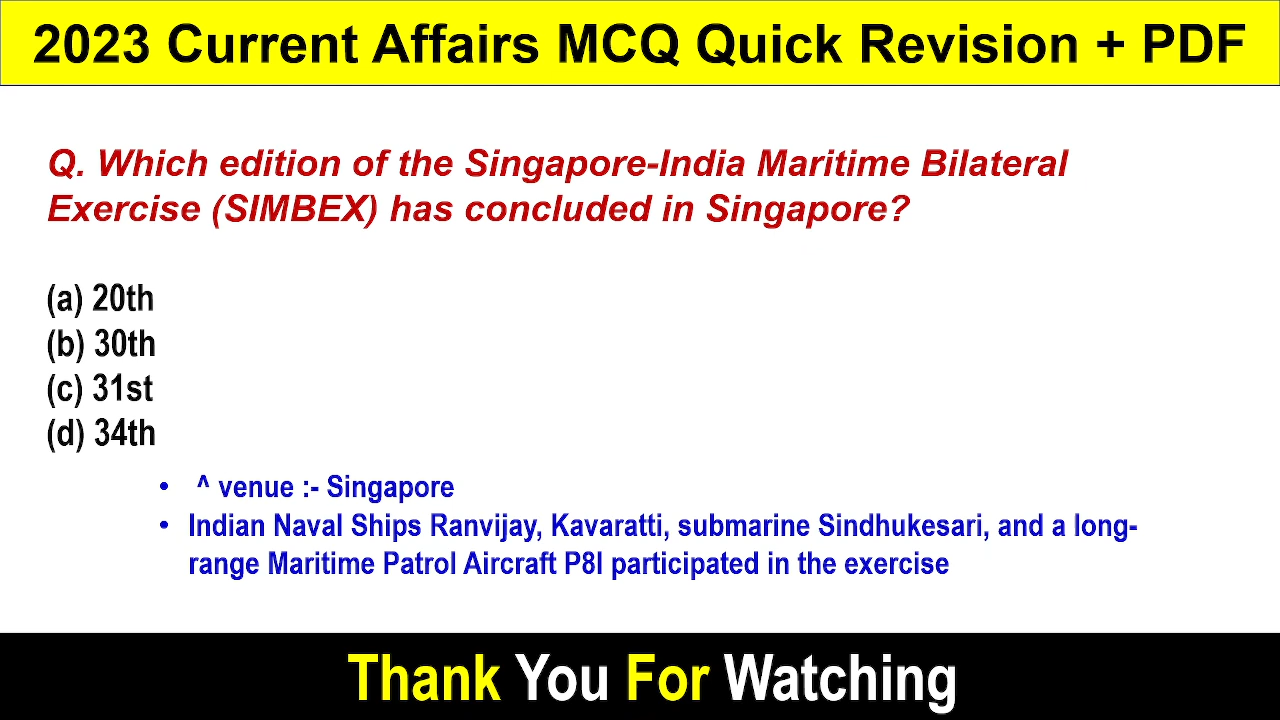 2023 Current Affairs MCQ Quick Revision + PDF
Q. Which edition of the Singapore-India Maritime Bilateral
Exercise (SIMBEX) has concluded in Singapore?
(a) 20th
(b) 30th
(c) 31st
(d) 34th
• ^ venue :- Singapore
• Indian Naval Ships Ranvijay, Kavaratti, submarine Sindhukesari, and a long-
range Maritime Patrol Aircraft P8I participated in the exercise
Thank You For Watching